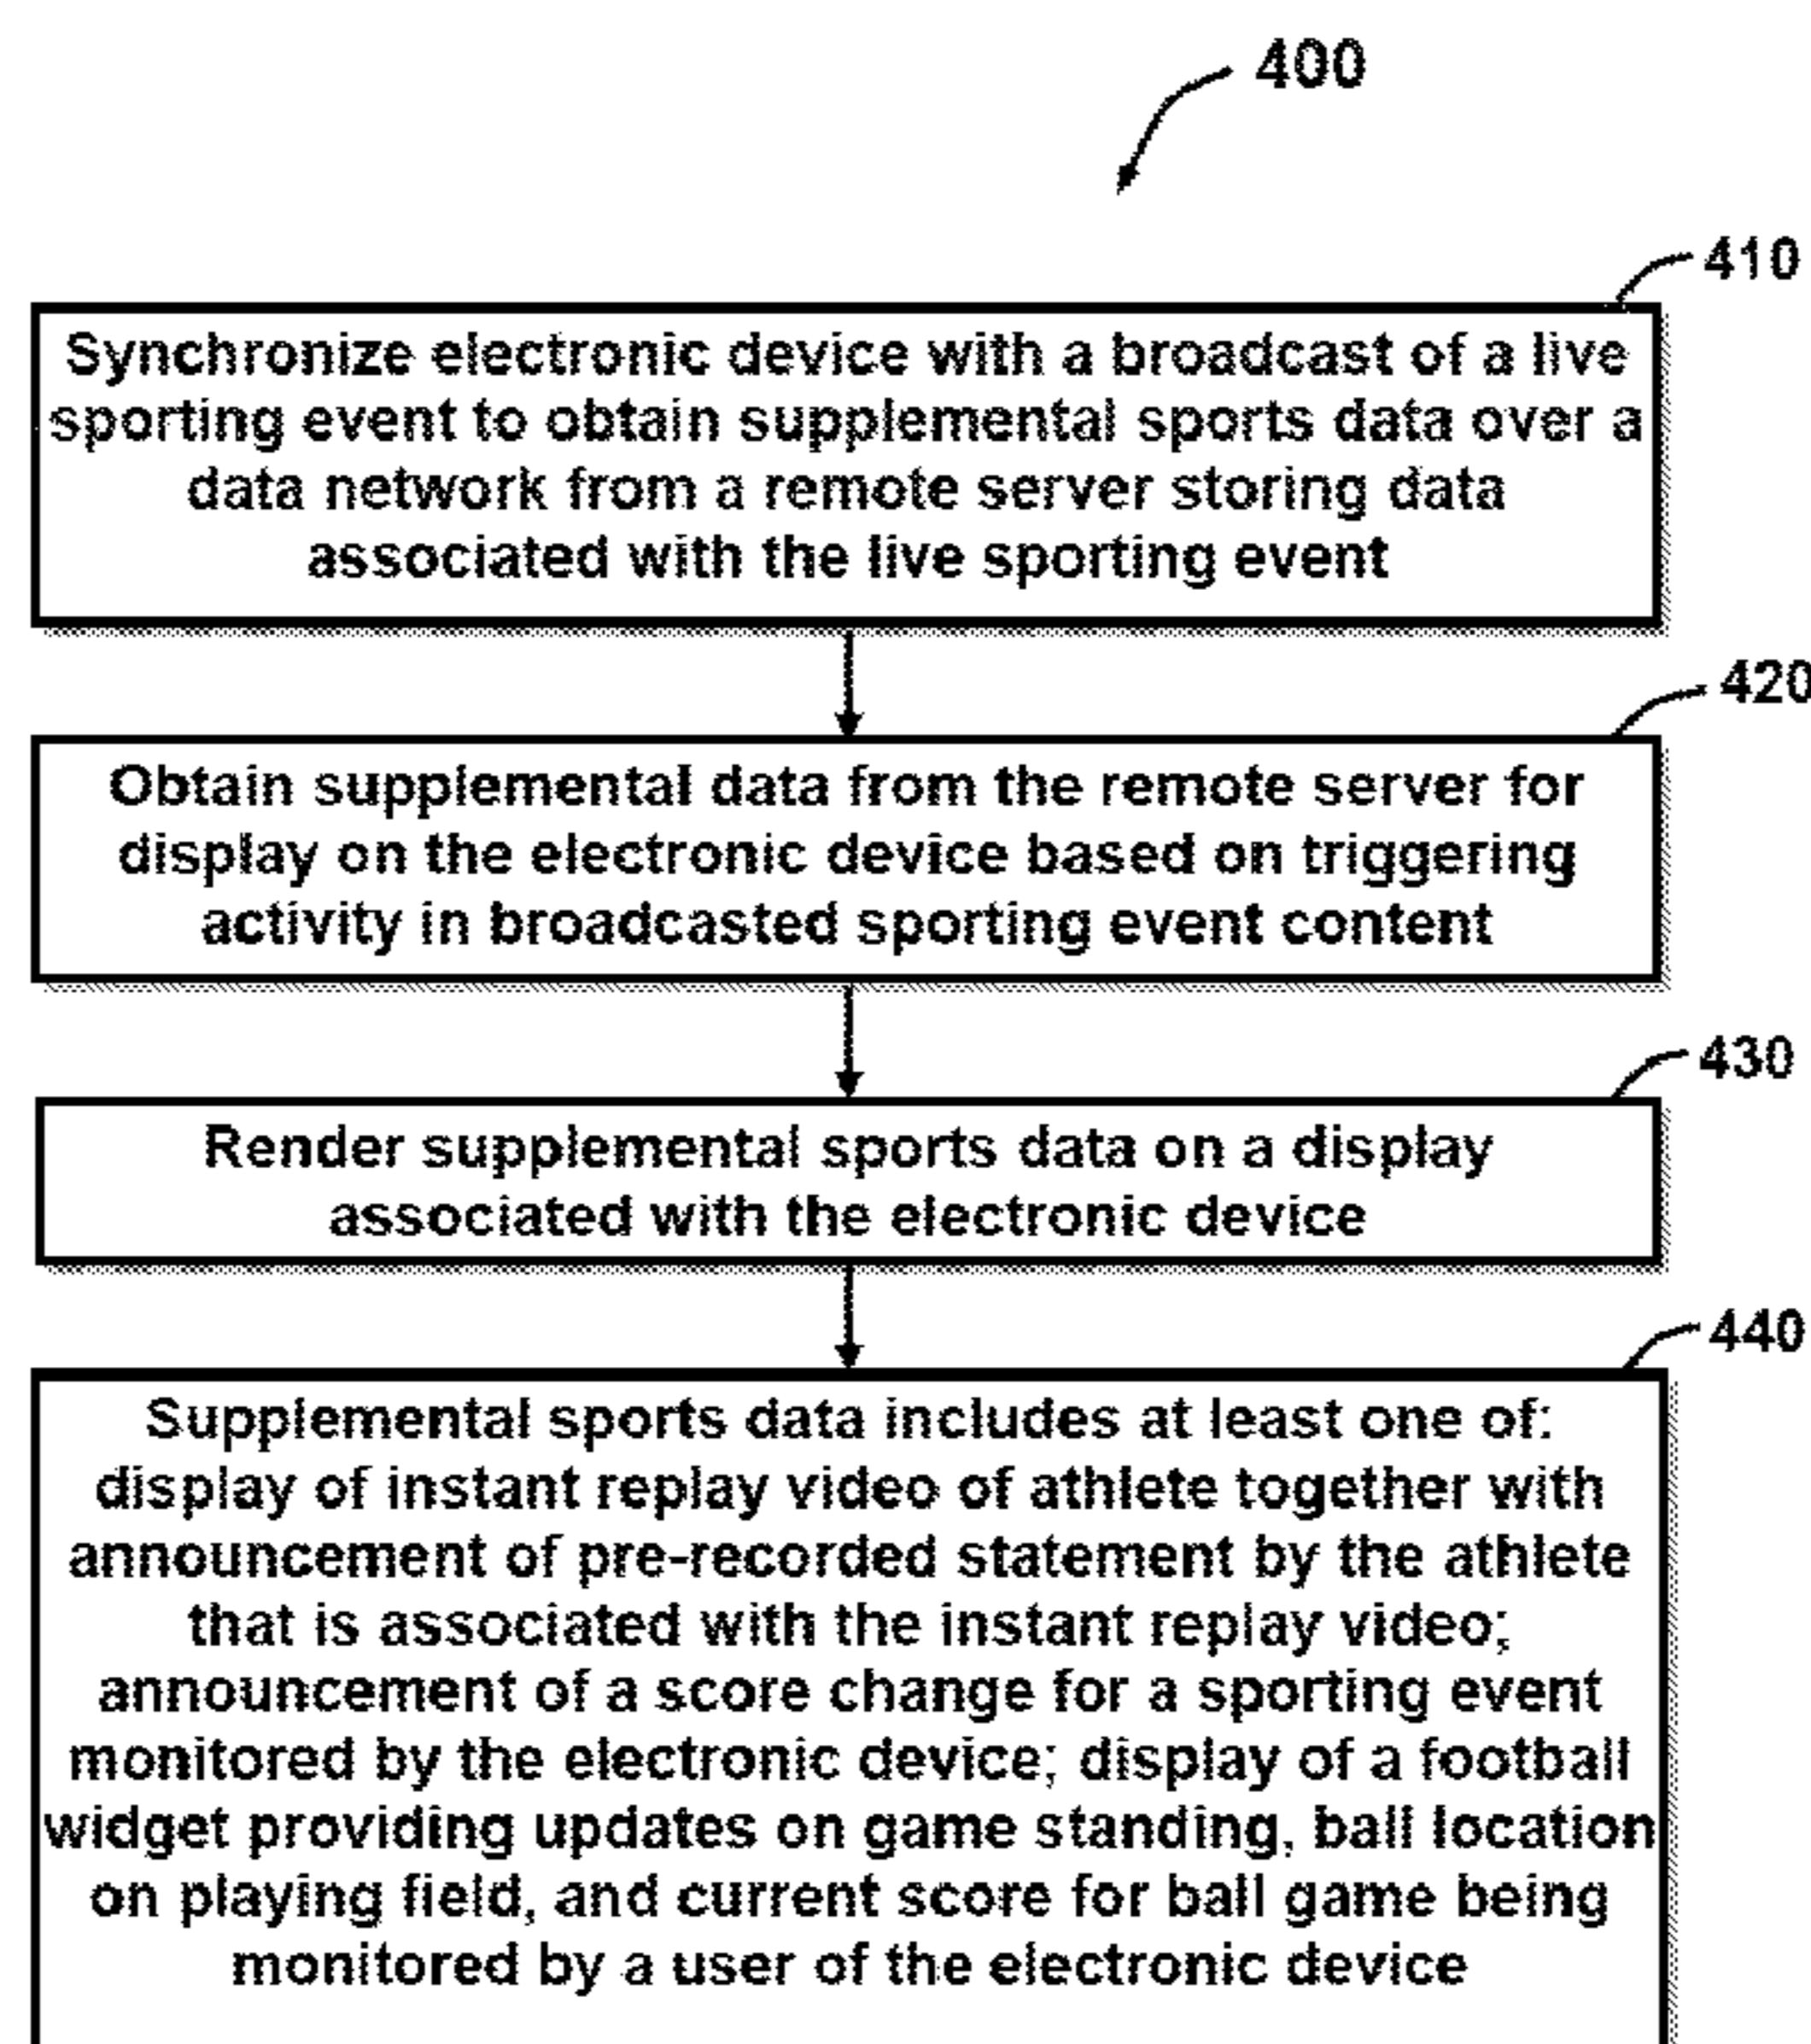 400
410
Synchronize electronic device with a broadcast of a live
sporting event to obtain supplemental sports data over a
data network from a remote server storing data
associated with the live sporting event
420
Obtain supplemental data from the remote server for
display on the electronic device based on triggering
activity in broadcasted sporting event content
430
Render supplemental sports data on a display
associated with the electronic device
440
Supplemental sports data includes at least one of:
display of instant replay video of athlete together with
announcement of pre-recorded statement by the athlete
that is associated with the instant replay video;
announcement of a score change for a sporting event
monitored by the electronic device; display of a football
widget providing updates on game standing, ball location
on playing field, and current score for ball game being
monitored by a user of the electronic device